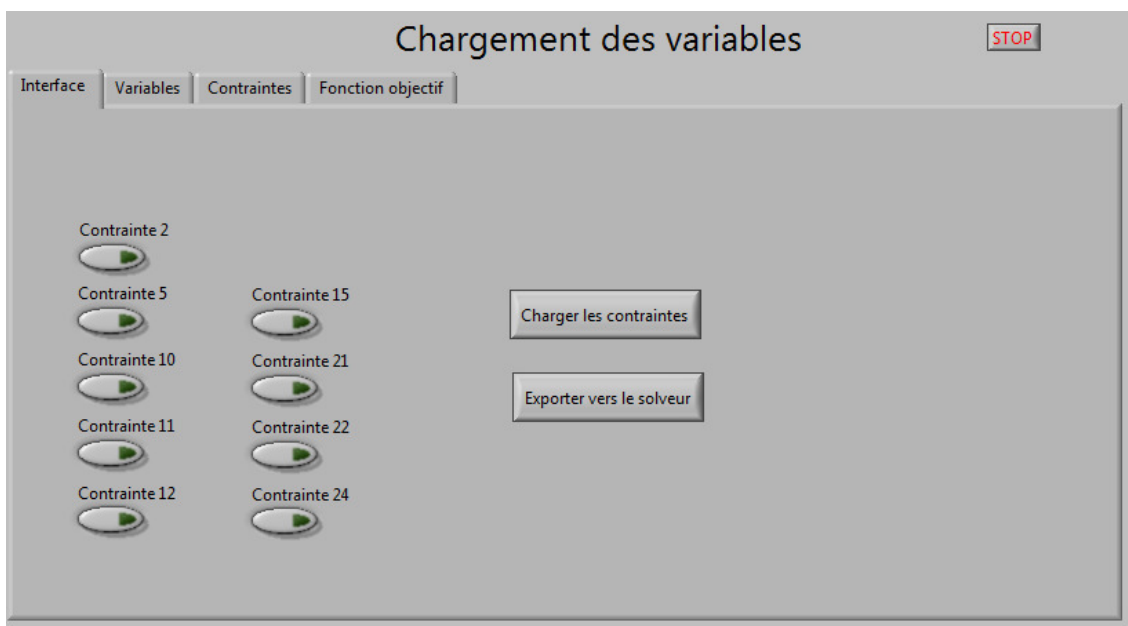 Chargement des variables
STOP
Interface
Variables
Contraintes
Fonction objectif
Contrainte 2
Contrainte 5
Contrainte 10
Contrainte 11
Contrainte 12
Contrainte 15
Contrainte 21
Contrainte 22
Contrainte 24
Charger les contraintes
Exporter vers le solveur